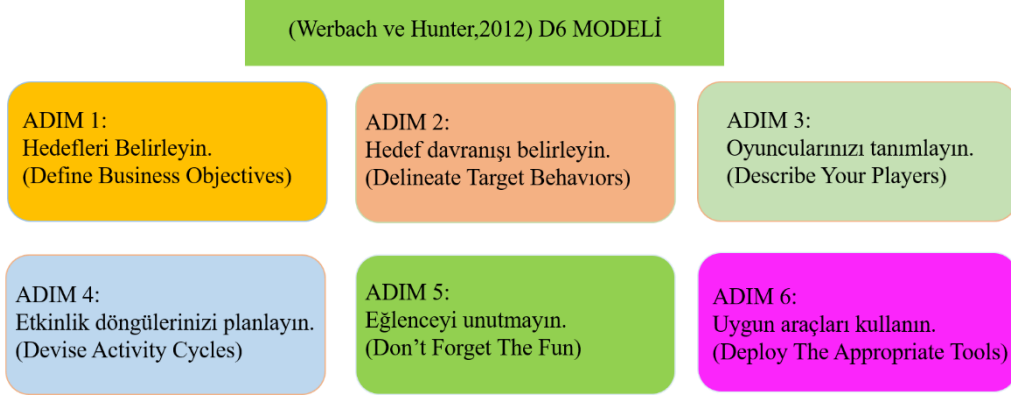 (Werbach ve Hunter,2012) D6 MODELİ
ADIM 1:
Hedefleri Belirleyin.
(Define Business Objectives)
ADIM 2:
Hedef davranışı belirleyin.
(Delineate Target Behavıors)
ADIM 3:
Oyuncularınızı tanımlayın.
(Describe Your Players)
ADIM 4:
Etkinlik döngülerinizi planlayın.
(Devise Activity Cycles)
ADIM 5:
Eğlenceyi unutmayın.
(Don’t Forget The Fun)
ADIM 6:
Uygun araçları kullanın.
(Deploy The Appropriate Tools)